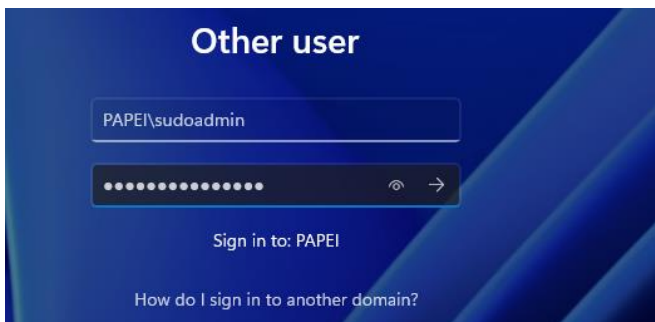 Other user
PAPEI\sudoadmin
●●●●●●●●●●●●●●●
Sign in to: PAPEI
How do I sign in to another domain?